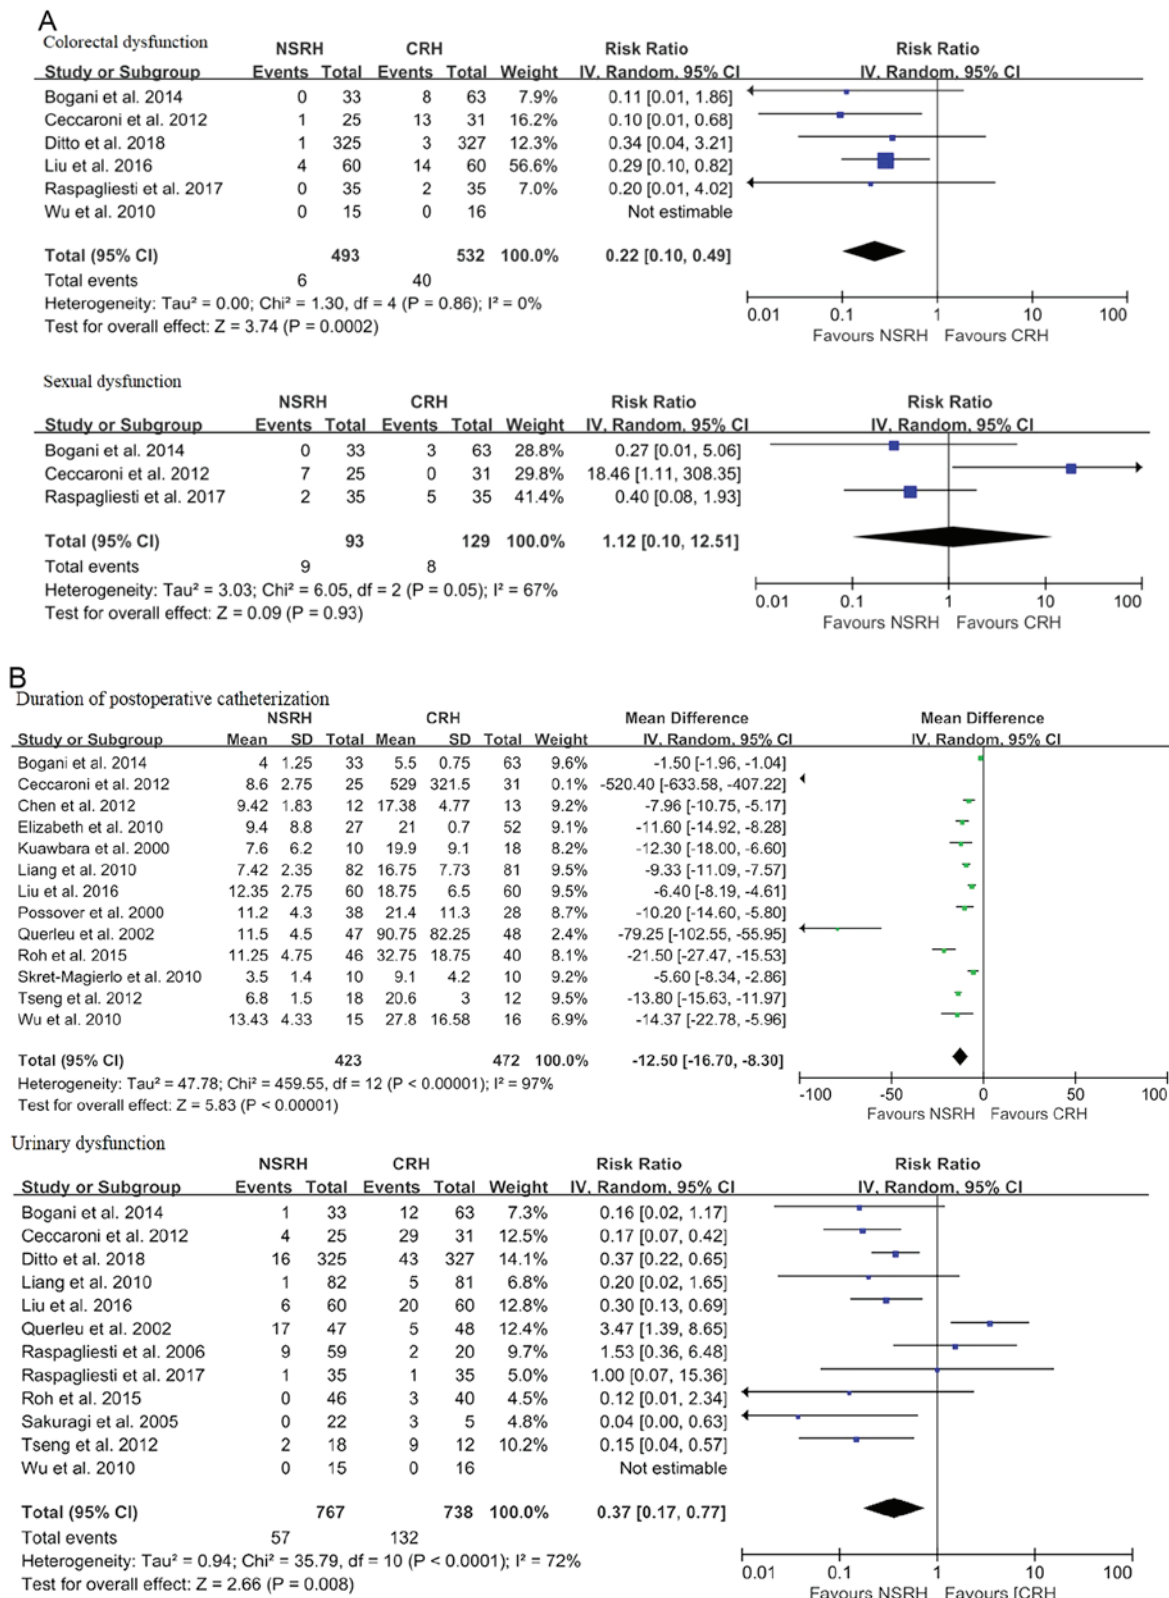 A
Colorectal dysfunction
NSRH CRH Risk Ratio Risk Ratio
Study or Subgroup Events Total Events Total Weight IV, Random, 95% CI IV, Random, 95% CI
Bogani et al. 2014 0 33 8 63 7.9% 0.11 [0.01, 1.86]
Ceccaroni et al. 2012 1 25 13 31 16.2% 0.10 [0.01, 0.68]
Ditto et al. 2018 1 325 3 327 12.3% 0.34 [0.04, 3.21]
Liu et al. 2016 4 60 14 60 56.6% 0.29 [0.10, 0.82]
Raspagliesti et al. 2017 0 35 2 35 7.0% 0.20 [0.01, 4.02]
Wu et al. 2010 0 15 0 16 Not estimable
Total (95% CI) 493 532 100.0% 0.22 [0.10, 0.49]
Total events 6 40
Heterogeneity: Tau² = 0.00; Chi² = 1.30, df = 4 (P = 0.86); I² = 0%
Test for overall effect: Z = 3.74 (P = 0.0002)
0.01 0.1 1 10 100
Favours NSRH Favours CRH
Sexual dysfunction
NSRH CRH Risk Ratio Risk Ratio
Study or Subgroup Events Total Events Total Weight IV, Random, 95% CI IV, Random, 95% CI
Bogani et al. 2014 0 33 3 63 28.8% 0.27 [0.01, 5.06]
Ceccaroni et al. 2012 7 25 0 31 29.8% 18.46 [1.11, 308.35]
Raspagliesti et al. 2017 2 35 5 35 41.4% 0.40 [0.08, 1.93]
Total (95% CI) 93 129 100.0% 1.12 [0.10, 12.51]
Total events 9 8
Heterogeneity: Tau² = 3.03; Chi² = 6.05, df = 2 (P = 0.05); I² = 67%
Test for overall effect: Z = 0.09 (P = 0.93)
0.01 0.1 1 10 100
Favours NSRH Favours CRH
B
Duration of postoperative catheterization
NSRH CRH Mean Difference Mean Difference
Study or Subgroup Mean SD Total Mean SD Total Weight IV, Random, 95% CI IV, Random, 95% CI
Bogani et al. 2014 4 1.25 33 5.5 0.75 63 9.6% -1.50 [-1.96, -1.04]
Ceccaroni et al. 2012 8.6 2.75 25 529 321.5 31 0.1% -520.40 [-633.58, -407.22]
Chen et al. 2012 9.42 1.83 12 17.38 4.77 13 9.2% -7.96 [-10.75, -5.17]
Elizabeth et al. 2010 9.4 8.8 27 21 0.7 52 9.1% -11.60 [-14.92, -8.28]
Kuawbara et al. 2000 7.6 6.2 10 19.9 9.1 18 8.2% -12.30 [-18.00, -6.60]
Liang et al. 2010 7.42 2.35 82 16.75 7.73 81 9.5% -9.33 [-11.09, -7.57]
Liu et al. 2016 12.35 2.75 60 18.75 6.5 60 9.5% -6.40 [-8.19, -4.61]
Possover et al. 2000 11.2 4.3 38 21.4 11.3 28 8.7% -10.20 [-14.60, -5.80]
Querleu et al. 2002 11.5 4.5 47 90.75 82.25 48 2.4% -79.25 [-102.55, -55.95]
Roh et al. 2015 11.25 4.75 46 32.75 18.75 40 8.1% -21.50 [-27.47, -15.53]
Skret-Magierlo et al. 2010 3.5 1.4 10 9.1 4.2 10 9.2% -5.60 [-8.34, -2.86]
Tseng et al. 2012 6.8 1.5 18 20.6 3 12 9.5% -13.80 [-15.63, -11.97]
Wu et al. 2010 13.43 4.33 15 27.8 16.58 16 6.9% -14.37 [-22.78, -5.96]
Total (95% CI) 423 472 100.0% -12.50 [-16.70, -8.30]
Heterogeneity: Tau² = 47.78; Chi² = 459.55, df = 12 (P < 0.00001); I² = 97%
Test for overall effect: Z = 5.83 (P < 0.00001)
-100 -50 0 50 100
Favours NSRH Favours CRH
Urinary dysfunction
NSRH CRH Risk Ratio Risk Ratio
Study or Subgroup Events Total Events Total Weight IV, Random, 95% CI IV, Random, 95% CI
Bogani et al. 2014 1 33 12 63 7.3% 0.16 [0.02, 1.17]
Ceccaroni et al. 2012 4 25 29 31 12.5% 0.17 [0.07, 0.42]
Ditto et al. 2018 16 325 43 327 14.1% 0.37 [0.22, 0.65]
Liang et al. 2010 1 82 5 81 6.8% 0.20 [0.02, 1.65]
Liu et al. 2016 6 60 20 60 12.8% 0.30 [0.13, 0.69]
Querleu et al. 2002 17 47 5 48 12.4% 3.47 [1.39, 8.65]
Raspagliesti et al. 2006 9 59 2 20 9.7% 1.53 [0.36, 6.48]
Raspagliesti et al. 2017 1 35 1 35 5.0% 1.00 [0.07, 15.36]
Roh et al. 2015 0 46 3 40 4.5% 0.12 [0.01, 2.34]
Sakuragi et al. 2005 0 22 3 5 4.8% 0.04 [0.00, 0.63]
Tseng et al. 2012 2 18 9 12 10.2% 0.15 [0.04, 0.57]
Wu et al. 2010 0 15 0 16 Not estimable
Total (95% CI) 767 738 100.0% 0.37 [0.17, 0.77]
Total events 57 132
Heterogeneity: Tau² = 0.94; Chi² = 35.79, df = 10 (P < 0.0001); I² = 72%
Test for overall effect: Z = 2.66 (P = 0.008)
0.01 0.1 1 10 100
Favours NSRH Favours [CRH